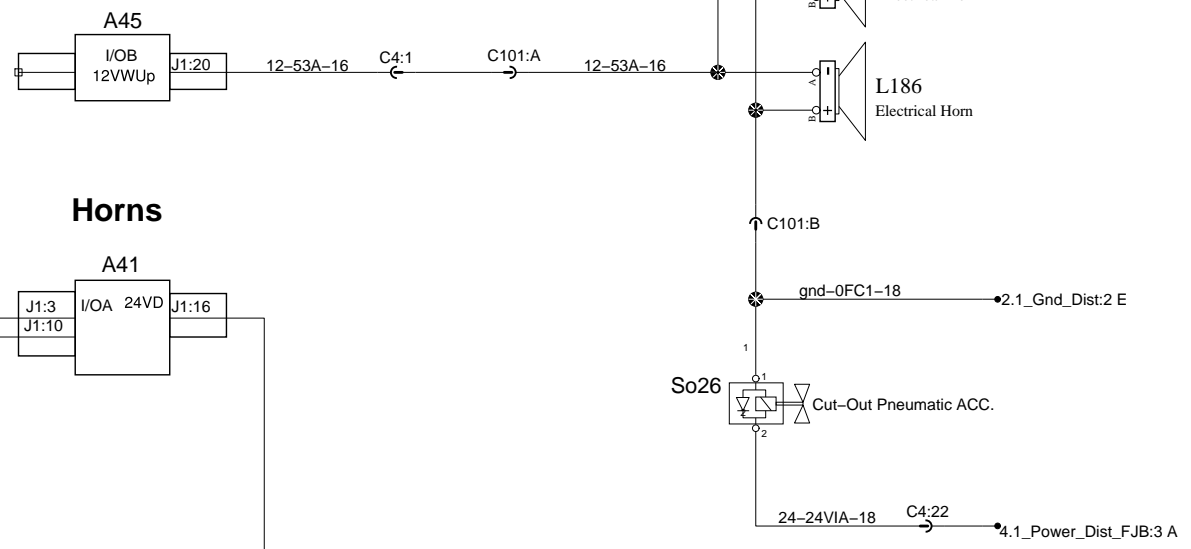 A45
I/OB
12VWUp
J1:20
12–53A–16
C4:1
C101:A
12–53A–16
A
B
L186
Electrical Horn
C101:B
Horns
A41
J1:3
J1:10
I/OA
24VD
J1:16
gnd–0FC1–18
2.1_Gnd_Dist:2 E
1
So26
1
2
Cut–Out Pneumatic ACC.
24–24VIA–18
C4:22
4.1_Power_Dist_FJB:3 A